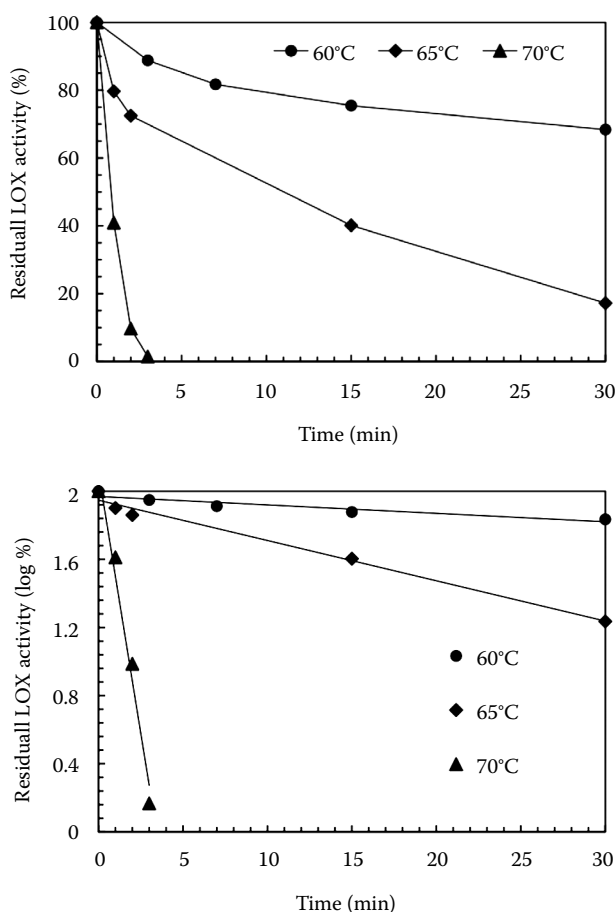 Residuall LOX activity (%)
100
80
60
40
20
0
60°C 65°C 70°C
0 5 10 15 20 25 30
Time (min)
Residuall LOX activity (log %)
2
1.6
1.2
0.8
0.4
0
60°C
65°C
70°C
0 5 10 15 20 25 30
Time (min)